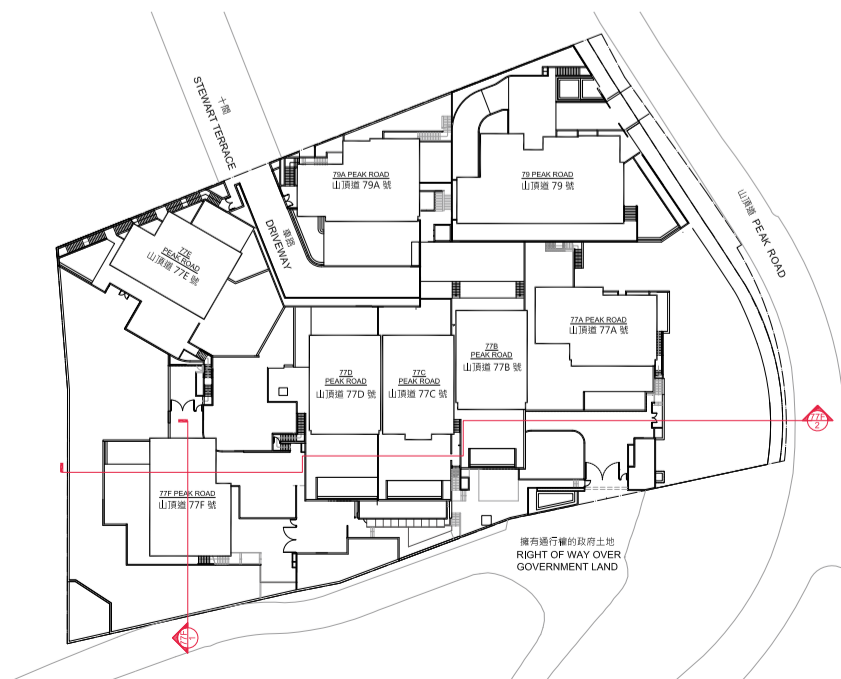 十間
STEWART TERRACE
79A PEAK ROAD
山頂道 79A 號
79 PEAK ROAD
山頂道 79 號
山頂道 PEAK ROAD
車路
DRIVEWAY
77E
PEAK ROAD
山頂道 77E 號
77A PEAK ROAD
山頂道 77A 號
77B
PEAK ROAD
山頂道 77B 號
77D
PEAK ROAD
山頂道 77D 號
77C
PEAK ROAD
山頂道 77C 號
77F
2
77F PEAK ROAD
山頂道 77F 號
擁有通行權的政府土地
RIGHT OF WAY OVER
GOVERNMENT LAND
77F
1